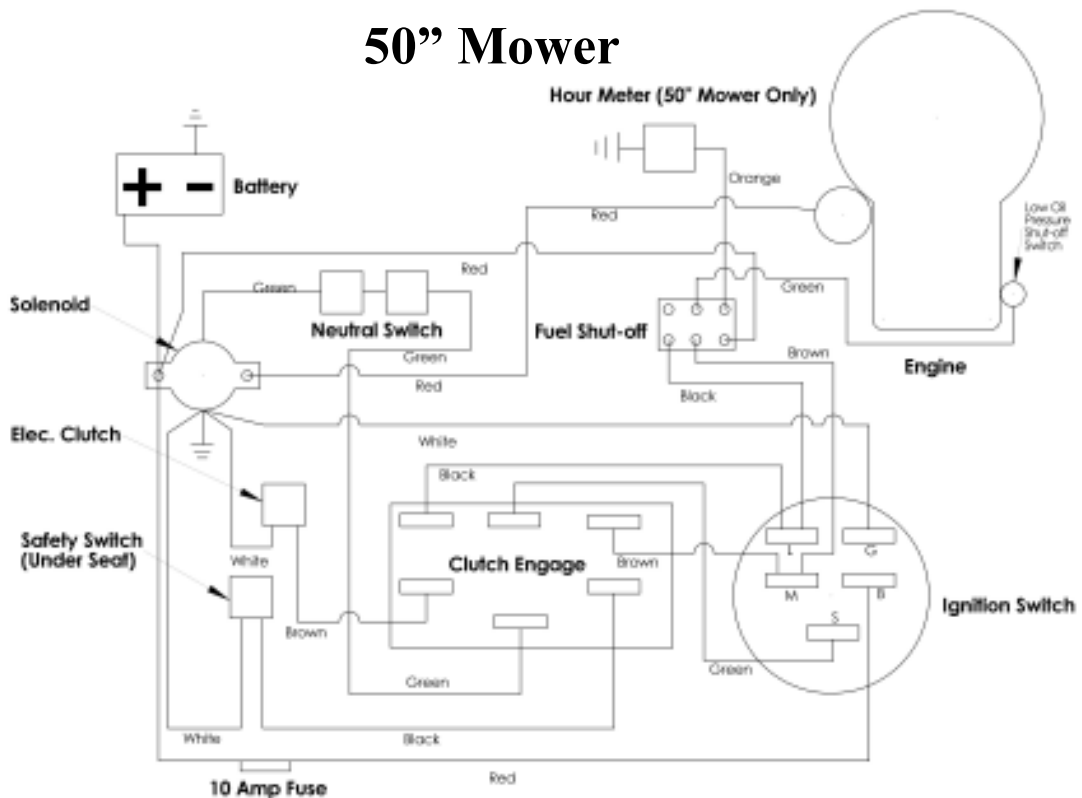 50” Mower
Hour Meter (50" Mower Only)
+ -
Battery
Orange
Red
Low Oil
Pressure
Shut-off
Switch
Red
Green
Green
Solenoid
Neutral Switch
Fuel Shut-off
Green
Brown
Engine
Red
Black
Elec. Clutch
White
Black
Safety Switch
(Under Seat)
L
G
White
Clutch Engage
Brown
M
B
Ignition Switch
S
Brown
Green
Green
White
Black
Red
10 Amp Fuse